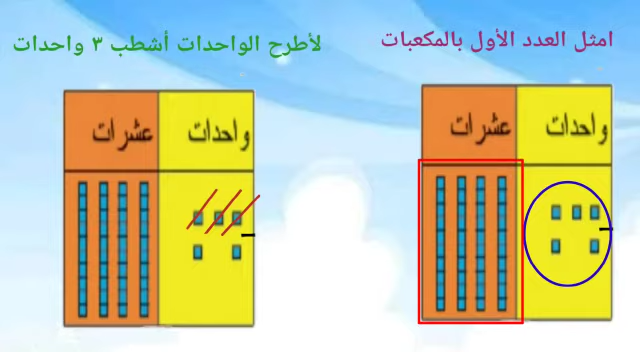 امثل العدد الأول بالمكعبات
لأطرح الواحدات أشطب ٣ واحدات
واحدات عشرات
واحدات عشرات